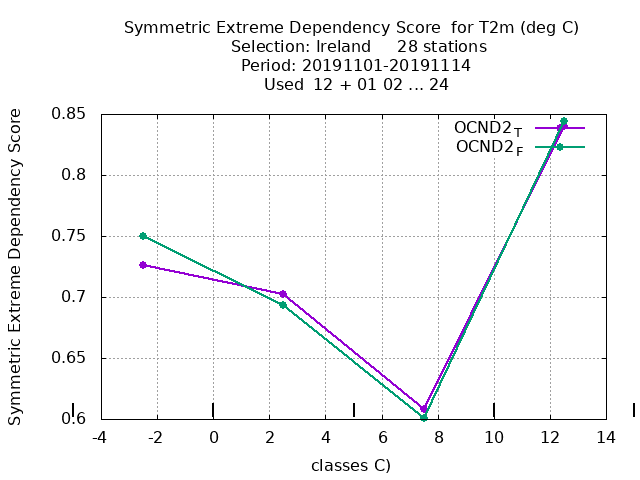 Symmetric Extreme Dependency Score  for T2m (deg C)
Selection: Ireland     28 stations
Period: 20191101-20191114
Used  12 + 01 02 ... 24
Symmetric Extreme Dependency Score
0.85
0.8
0.75
0.7
0.65
0.6
OCND2T
OCND2F
-4 -2 0 2 4 6 8 10 12 14
classes C)